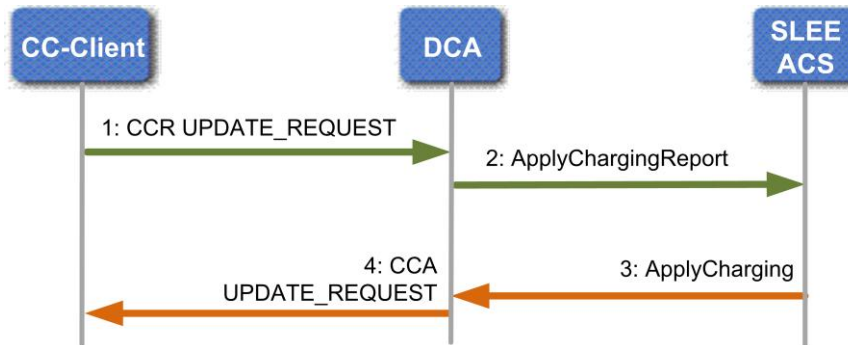 CC-Client
DCA
SLEE
ACS
1: CCR UPDATE_REQUEST
2: ApplyChargingReport
3: ApplyCharging
4: CCA
UPDATE_REQUEST